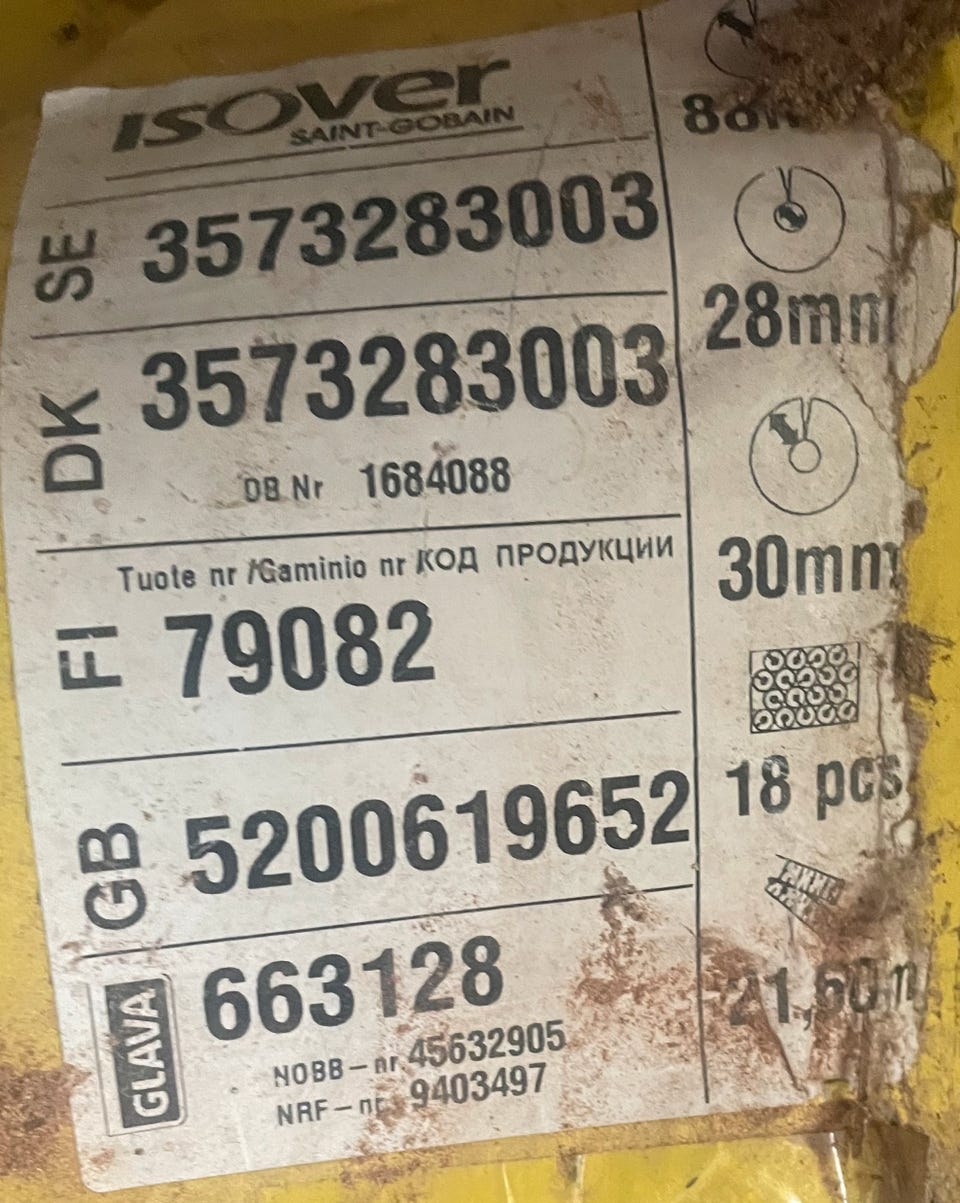 isover
SAINT-GOBAIN
SE 3573283003
DK 3573283003
DB Nr 1684088
Tuote nr /Gaminio nr КОД ПРОДУКЦИИ
FI 79082
GB 5200619652
GLAVA 663128
NOBB-nr 45632905
NRF-nr 9403497
28mm
30mm
18 pcs